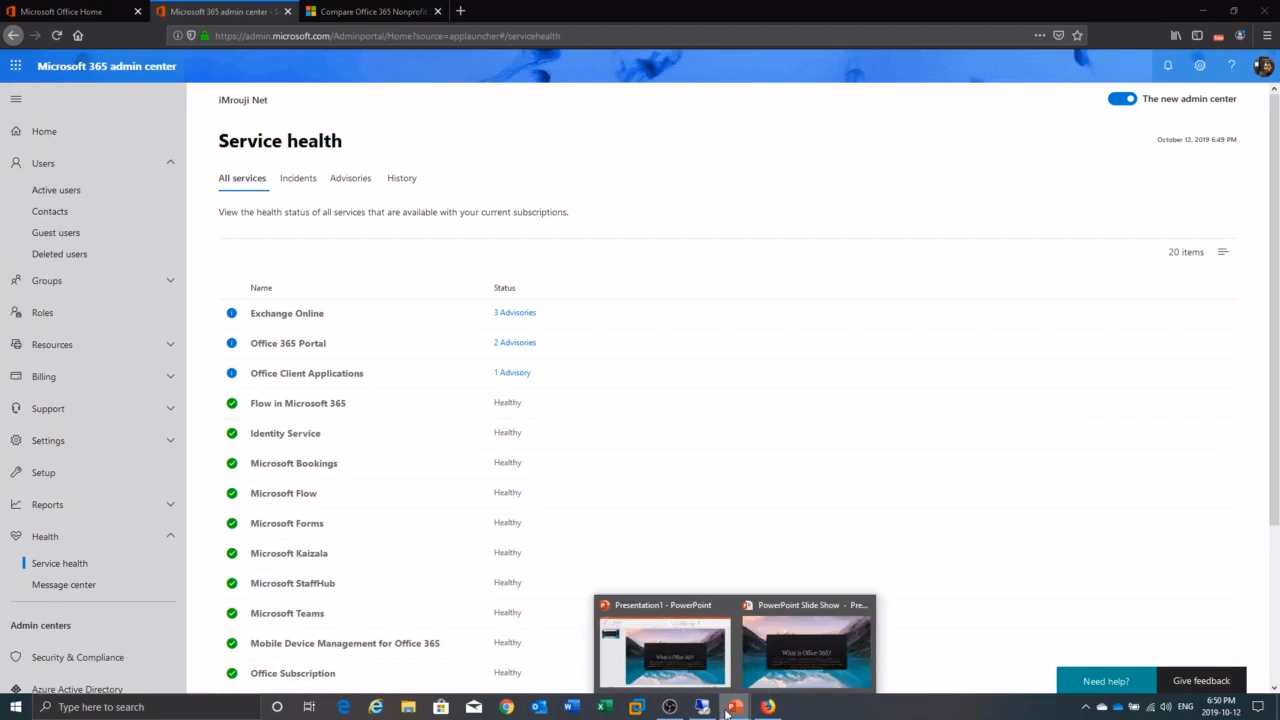 Microsoft Office Home
Microsoft 365 admin center - S
Compare Office 365 Nonprofit
https://admin.microsoft.com/Adminportal/Home?source=applauncher#/servicehealth
Microsoft 365 admin center
iMrouji Net
The new admin center
Home
Service health
October 12, 2019 6:49 PM
Users
All services Incidents Advisories History
Active users
Contacts
View the health status of all services that are available with your current subscriptions.
Guest users
Deleted users
20 items
Groups
Name Status
Roles
Exchange Online 3 Advisories
Resources
Office 365 Portal 2 Advisories
Billing
Office Client Applications 1 Advisory
Support
Flow in Microsoft 365 Healthy
Settings
Identity Service Healthy
Setup
Microsoft Bookings Healthy
Reports
Microsoft Flow Healthy
Health
Microsoft Forms Healthy
Service health
Microsoft Kaizala Healthy
Message center
Microsoft StaffHub Healthy
Admin centers
Microsoft Teams Healthy
Security & Compliance
Mobile Device Management for Office 365 Healthy
Azure Active Directory
Office Subscription Healthy
Presentation1 - PowerPoint
PowerPoint Slide Show - Pre...
What is Office 365?
What is Office 365?
Need help?
Give feedback
Type here to search
ENG
6:50 PM
2019-10-12